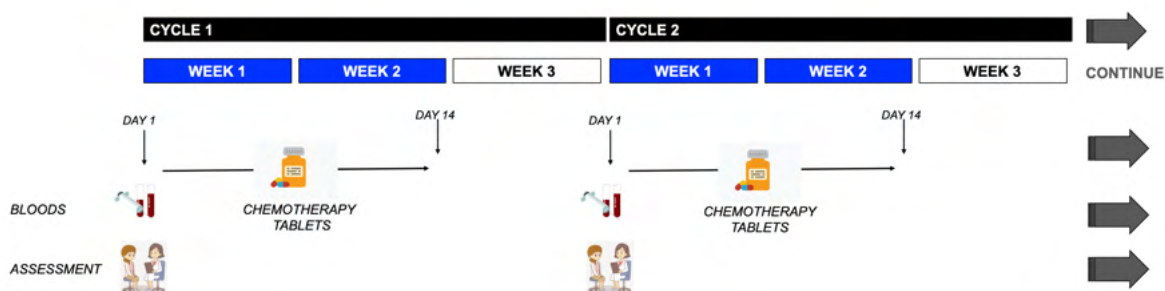 CYCLE 1 CYCLE 2
WEEK 1 WEEK 2 WEEK 3 WEEK 1 WEEK 2 WEEK 3 CONTINUE
DAY 1 DAY 14 DAY 1 DAY 14
BLOODS
CHEMOTHERAPY
TABLETS
CHEMOTHERAPY
TABLETS
ASSESSMENT